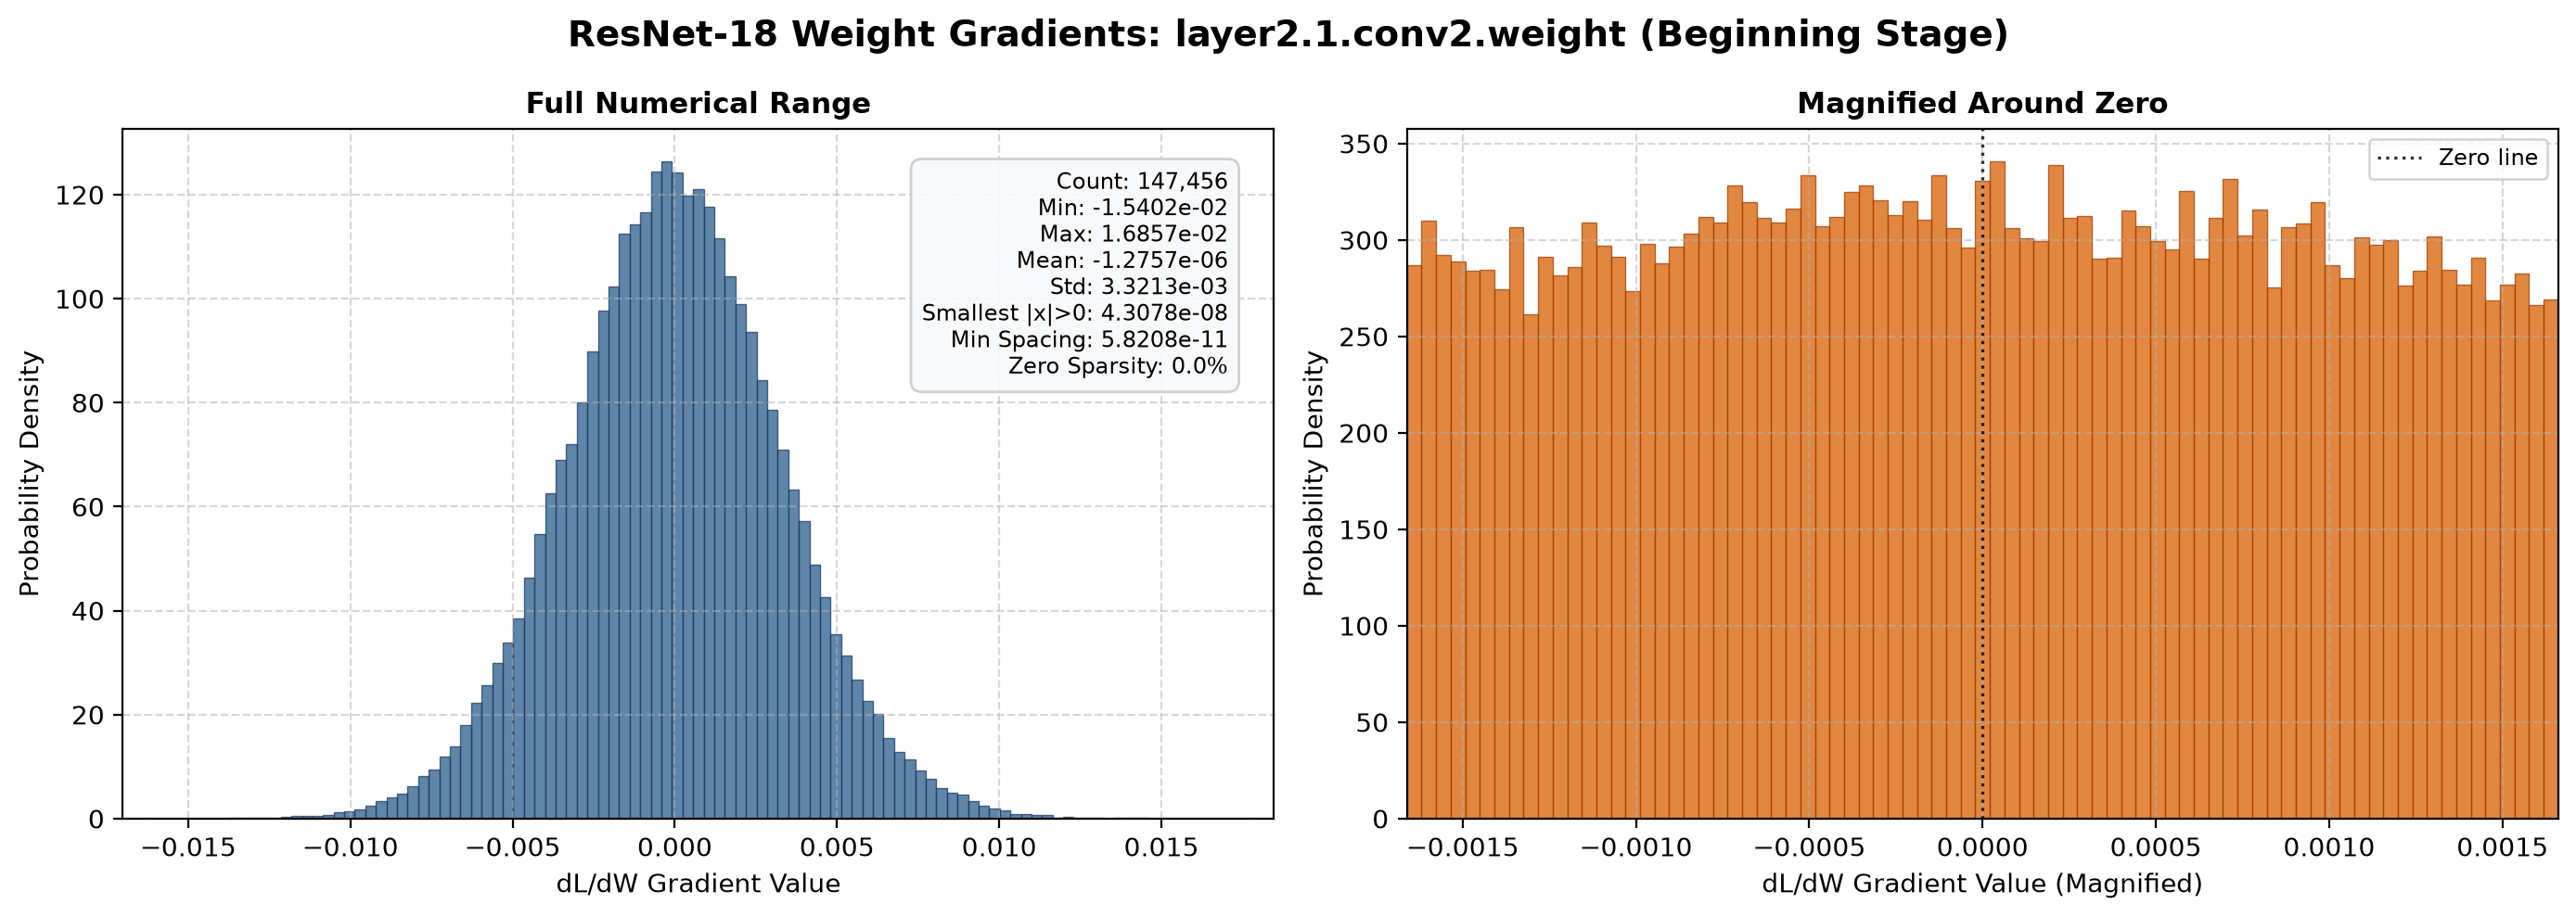 ResNet-18 Weight Gradients: layer2.1.conv2.weight (Beginning Stage)
Full Numerical Range
Probability Density
120
100
80
60
40
20
0
Count: 147,456
Min: -1.5402e-02
Max: 1.6857e-02
Mean: -1.2757e-06
Std: 3.3213e-03
Smallest |x|>0: 4.3078e-08
Min Spacing: 5.8208e-11
Zero Sparsity: 0.0%
−0.015 −0.010 −0.005 0.000 0.005 0.010 0.015
dL/dW Gradient Value
Magnified Around Zero
Probability Density
350
300
250
200
150
100
50
0
Zero line
−0.0015 −0.0010 −0.0005 0.0000 0.0005 0.0010 0.0015
dL/dW Gradient Value (Magnified)